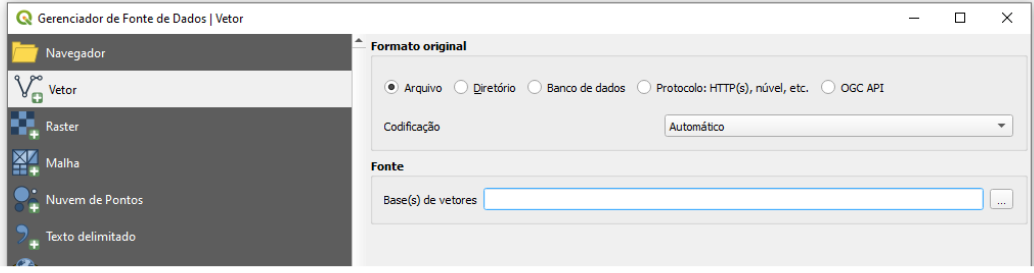 Gerenciador de Fonte de Dados | Vetor
Navegador
Vetor
Raster
Malha
Nuvem de Pontos
Texto delimitado
Formato original
Arquivo Diretório Banco de dados Protocolo: HTTP(s), núvel, etc. OGC API
Codificação Automático
Fonte
Base(s) de vetores ...